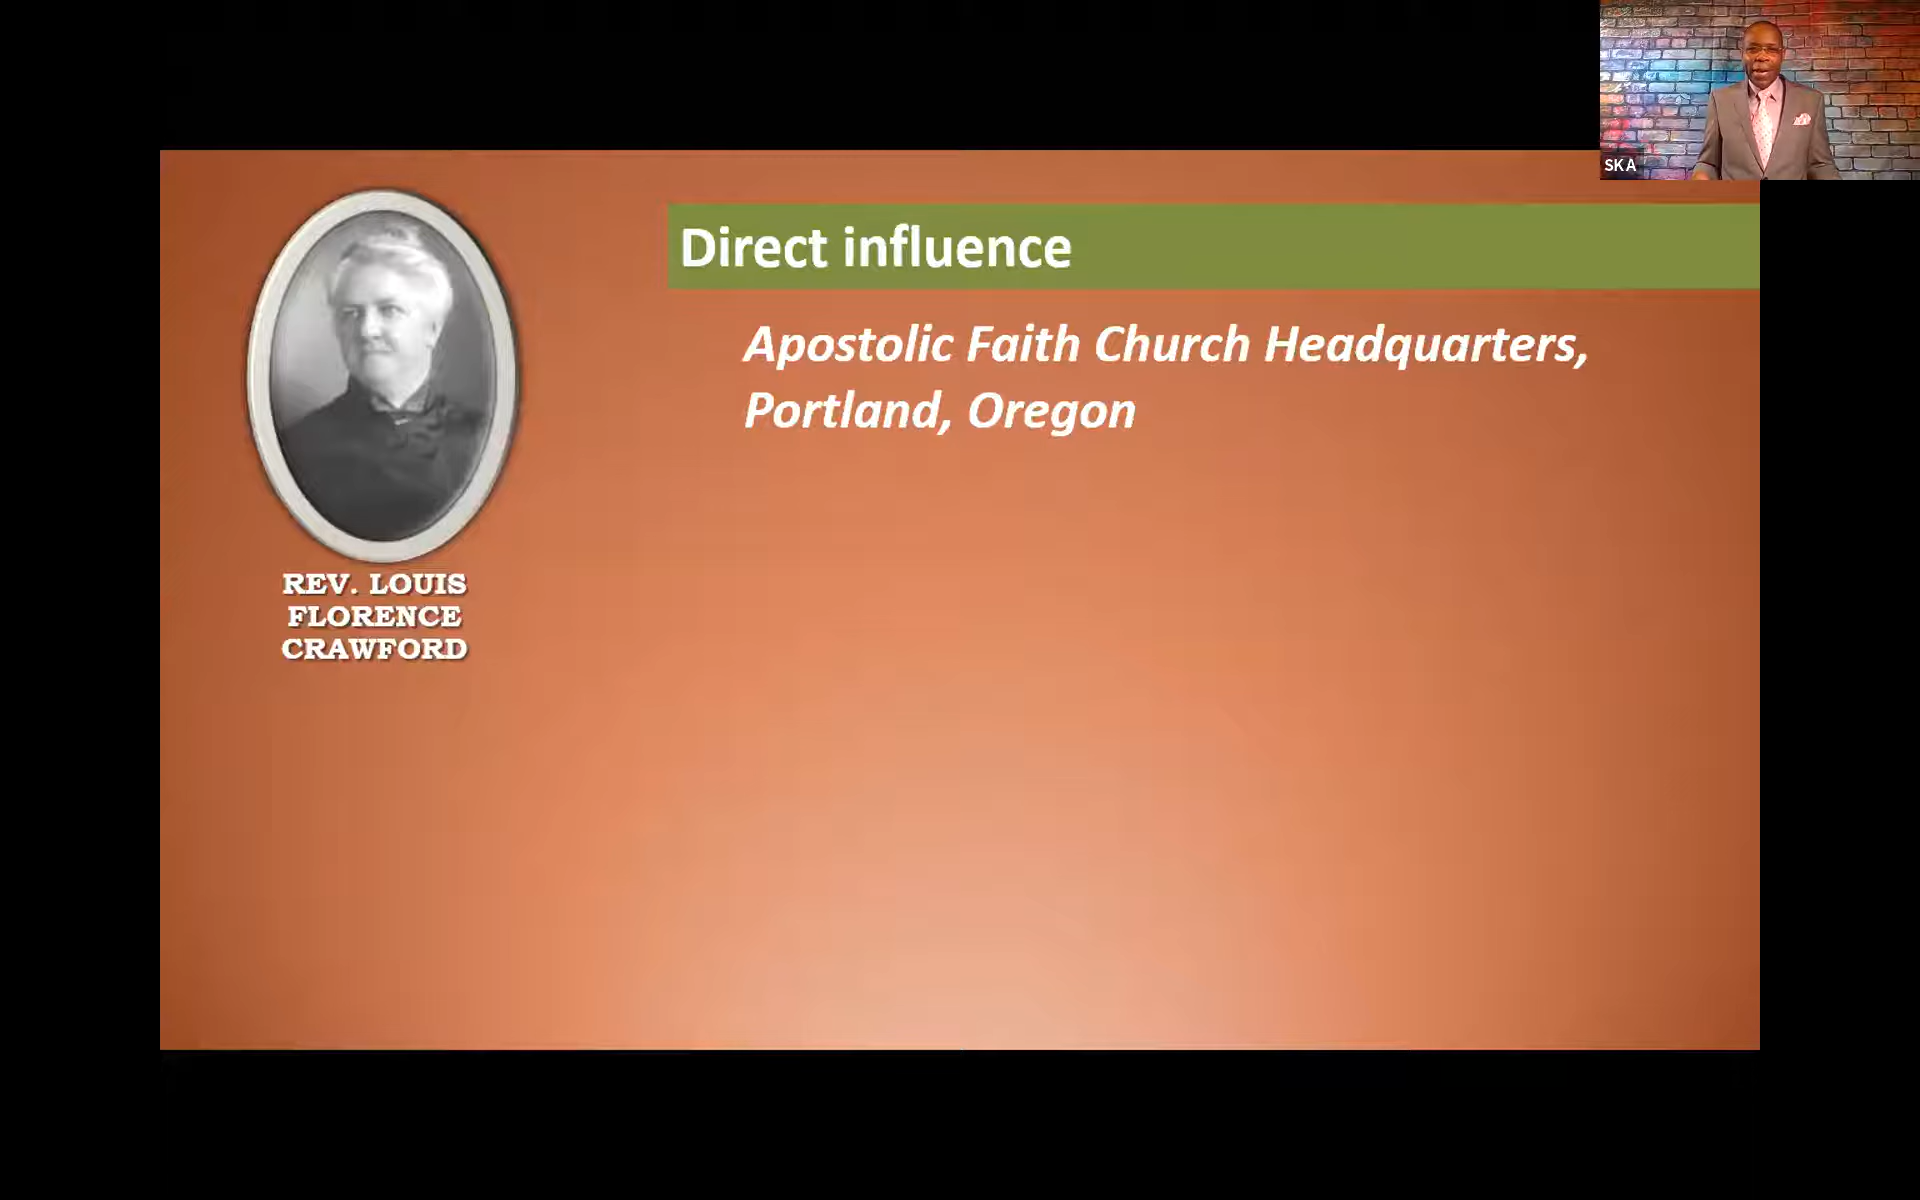 SKA
Direct influence
Apostolic Faith Church Headquarters,
Portland, Oregon
REV. LOUIS
FLORENCE
CRAWFORD